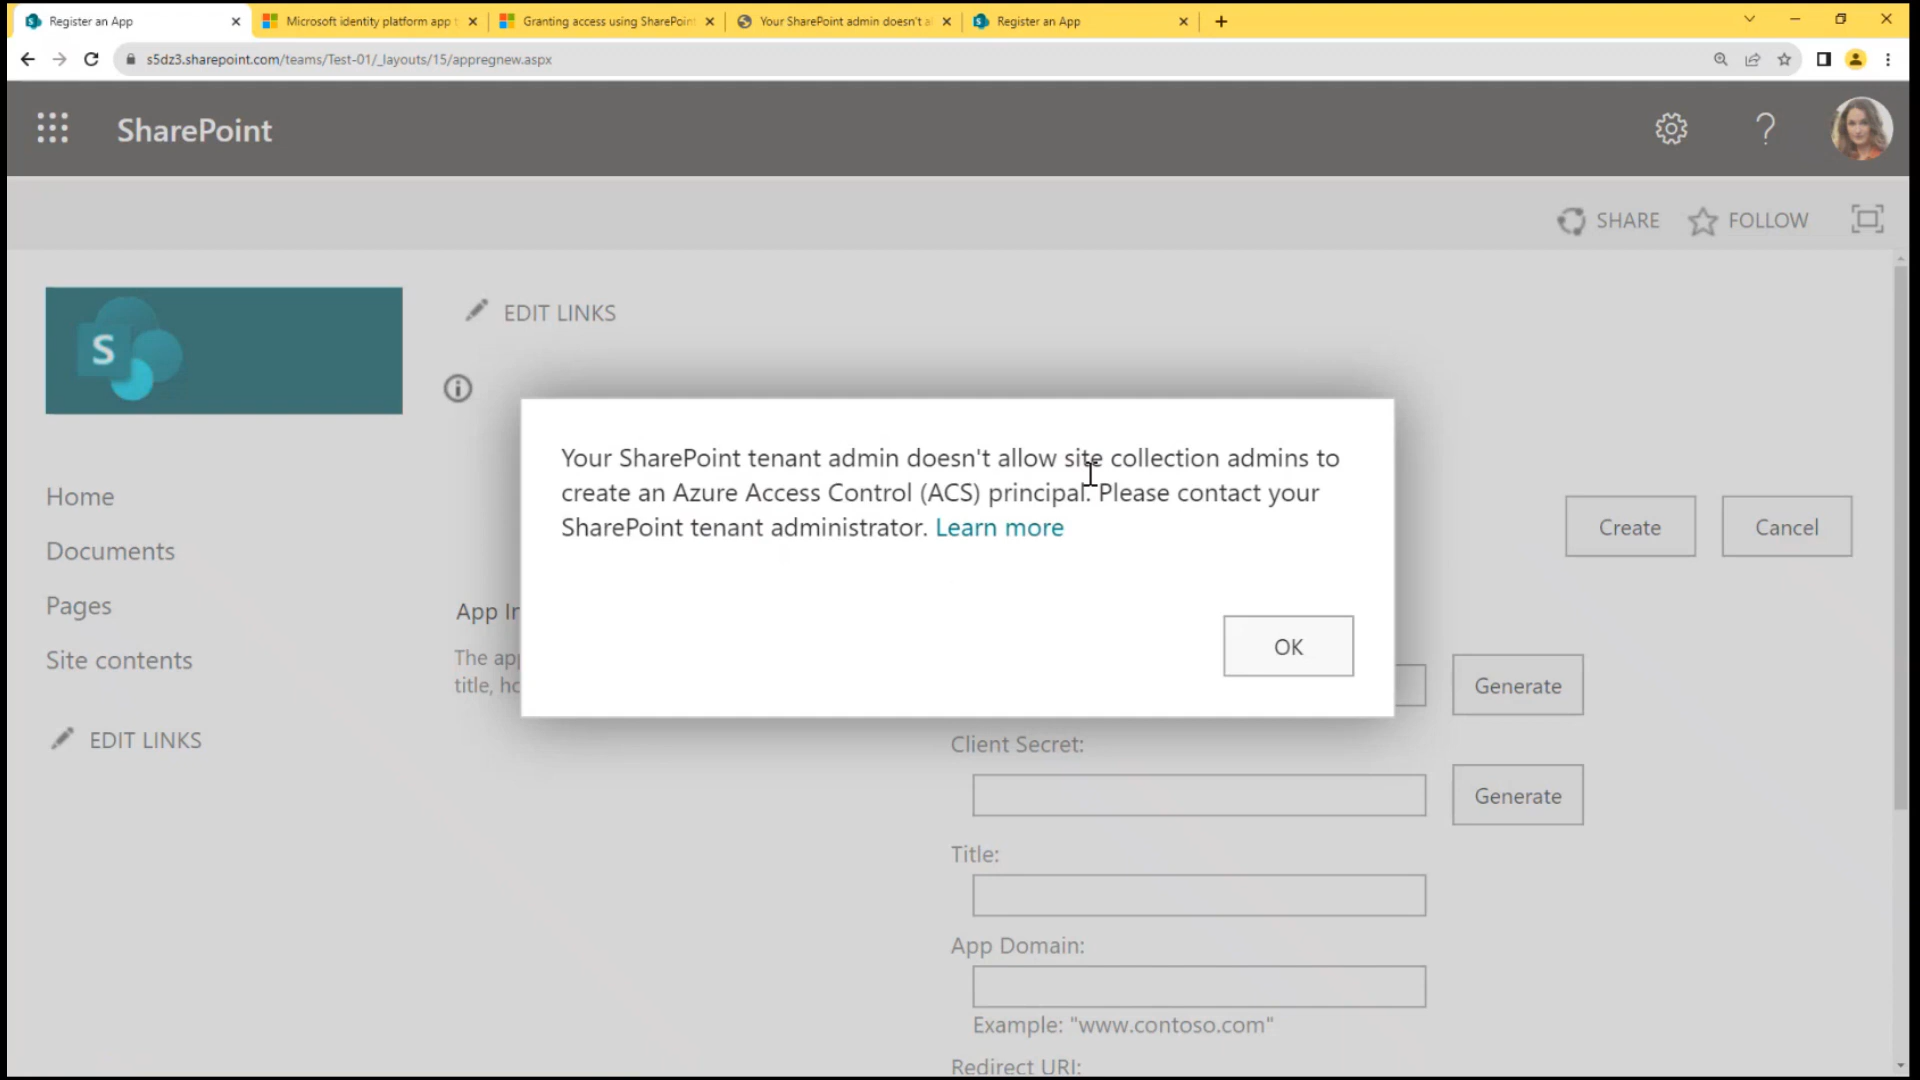 Register an App
Microsoft identity platform app
Granting access using SharePoint
Your SharePoint admin doesn't a
Register an App
s5dz3.sharepoint.com/teams/Test-01/_layouts/15/appregnew.aspx
SharePoint
SHARE
FOLLOW
S
EDIT LINKS
Your SharePoint tenant admin doesn't allow site collection admins to
create an Azure Access Control (ACS) principal. Please contact your
SharePoint tenant administrator. Learn more
OK
Home
Documents
Pages
Site contents
EDIT LINKS
Create
Cancel
App
The app
title,
Generate
Client Secret:
Generate
Title:
App Domain:
Example: "www.contoso.com"
Redirect URI: